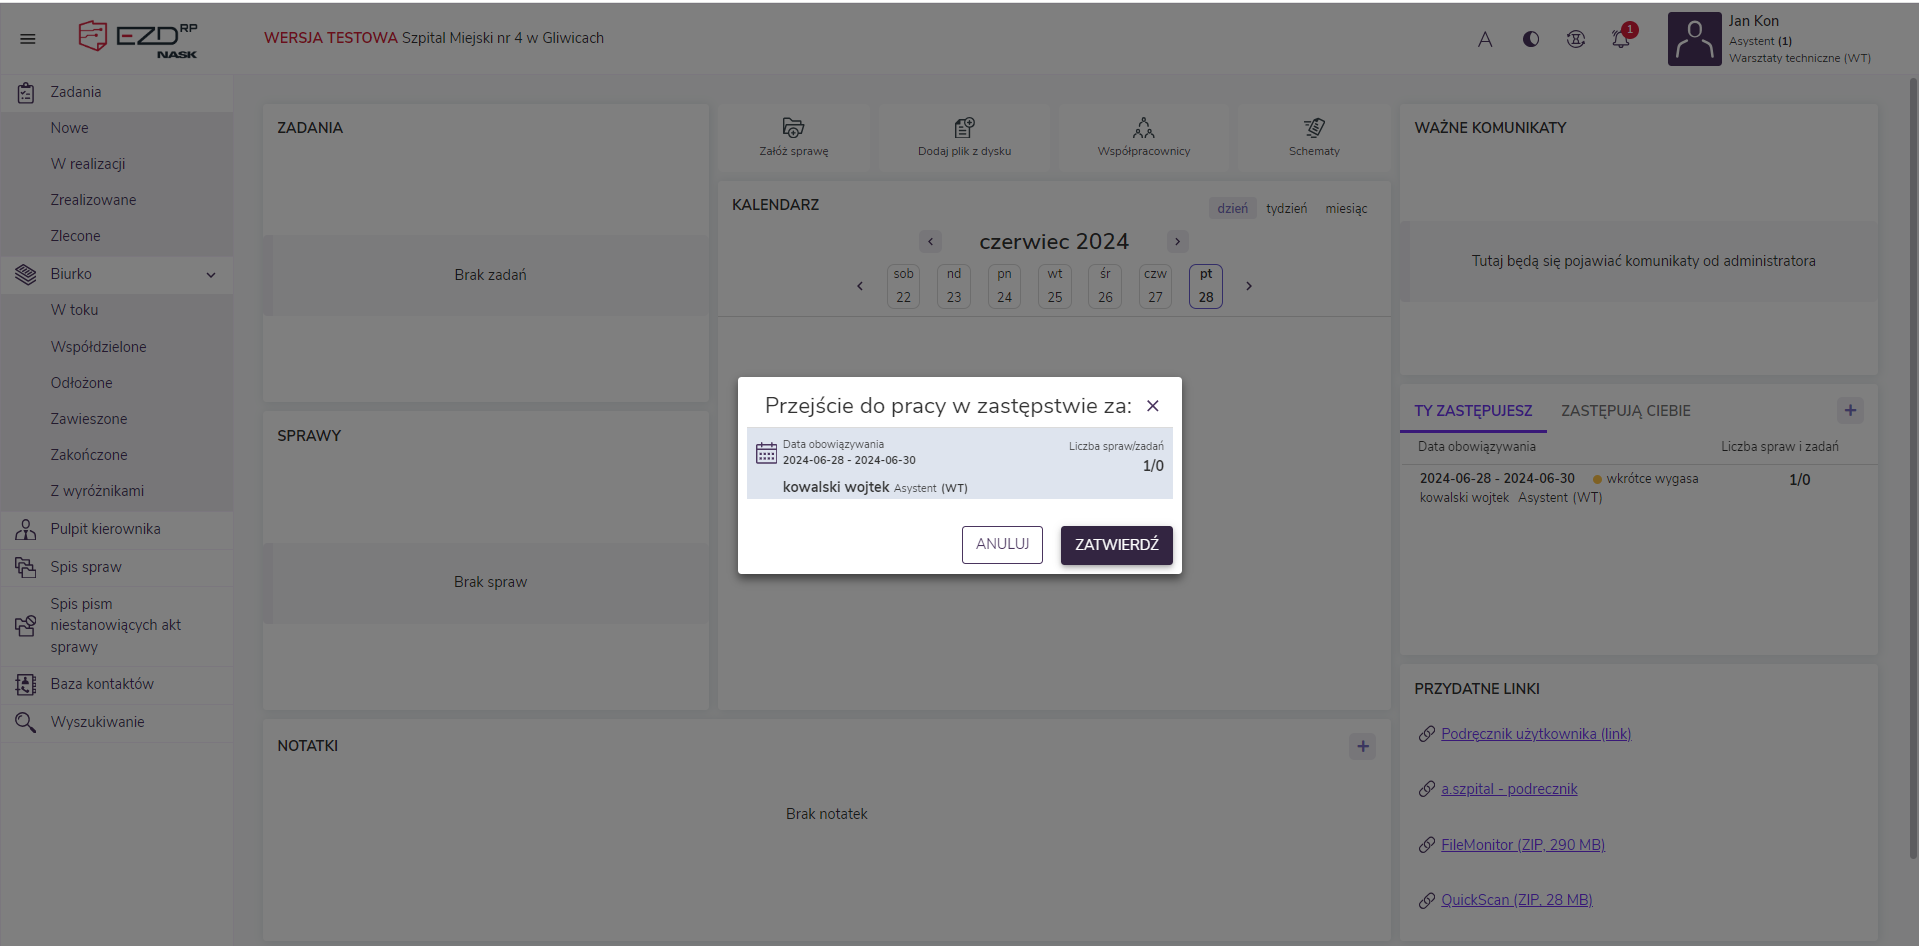 EZD RP
NASK
WERSJA TESTOWA Szpital Miejski nr 4 w Gliwicach
A
1
Jan Kon
Asystent (1)
Warsztaty techniczne (WT)
Zadania
Nowe
W realizacji
Zrealizowane
Zlecone
Biurko
W toku
Współdzielone
Odłożone
Zawieszone
Zakończone
Z wyróżnikami
Pulpit kierownika
Spis spraw
Spis pism
niestanowiących akt
sprawy
Baza kontaktów
Wyszukiwanie
ZADANIA
Brak zadań
SPRAWY
Brak spraw
Załóż sprawę
Dodaj plik z dysku
Współpracownicy
Schematy
KALENDARZ
dzień tydzień miesiąc
czerwiec 2024
sob nd pn wt śr czw pt
22 23 24 25 26 27 28
Przejście do pracy w zastępstwie za:
Data obowiązywania
2024-06-28 - 2024-06-30
Liczba spraw/zadań
1/0
kowalski wojtek Asystent (WT)
ANULUJ
ZATWIERDŹ
NOTATKI
Brak notatek
WAŻNE KOMUNIKATY
Tutaj będą się pojawiać komunikaty od administratora
TY ZASTĘPUJESZ ZASTĘPUJĄ CIEBIE
Data obowiązywania Liczba spraw i zadań
2024-06-28 - 2024-06-30 wkrótce wygasa 1/0
kowalski wojtek Asystent (WT)
PRZYDATNE LINKI
Podręcznik użytkownika (link)
a.szpital - podrecznik
FileMonitor (ZIP, 290 MB)
QuickScan (ZIP, 28 MB)